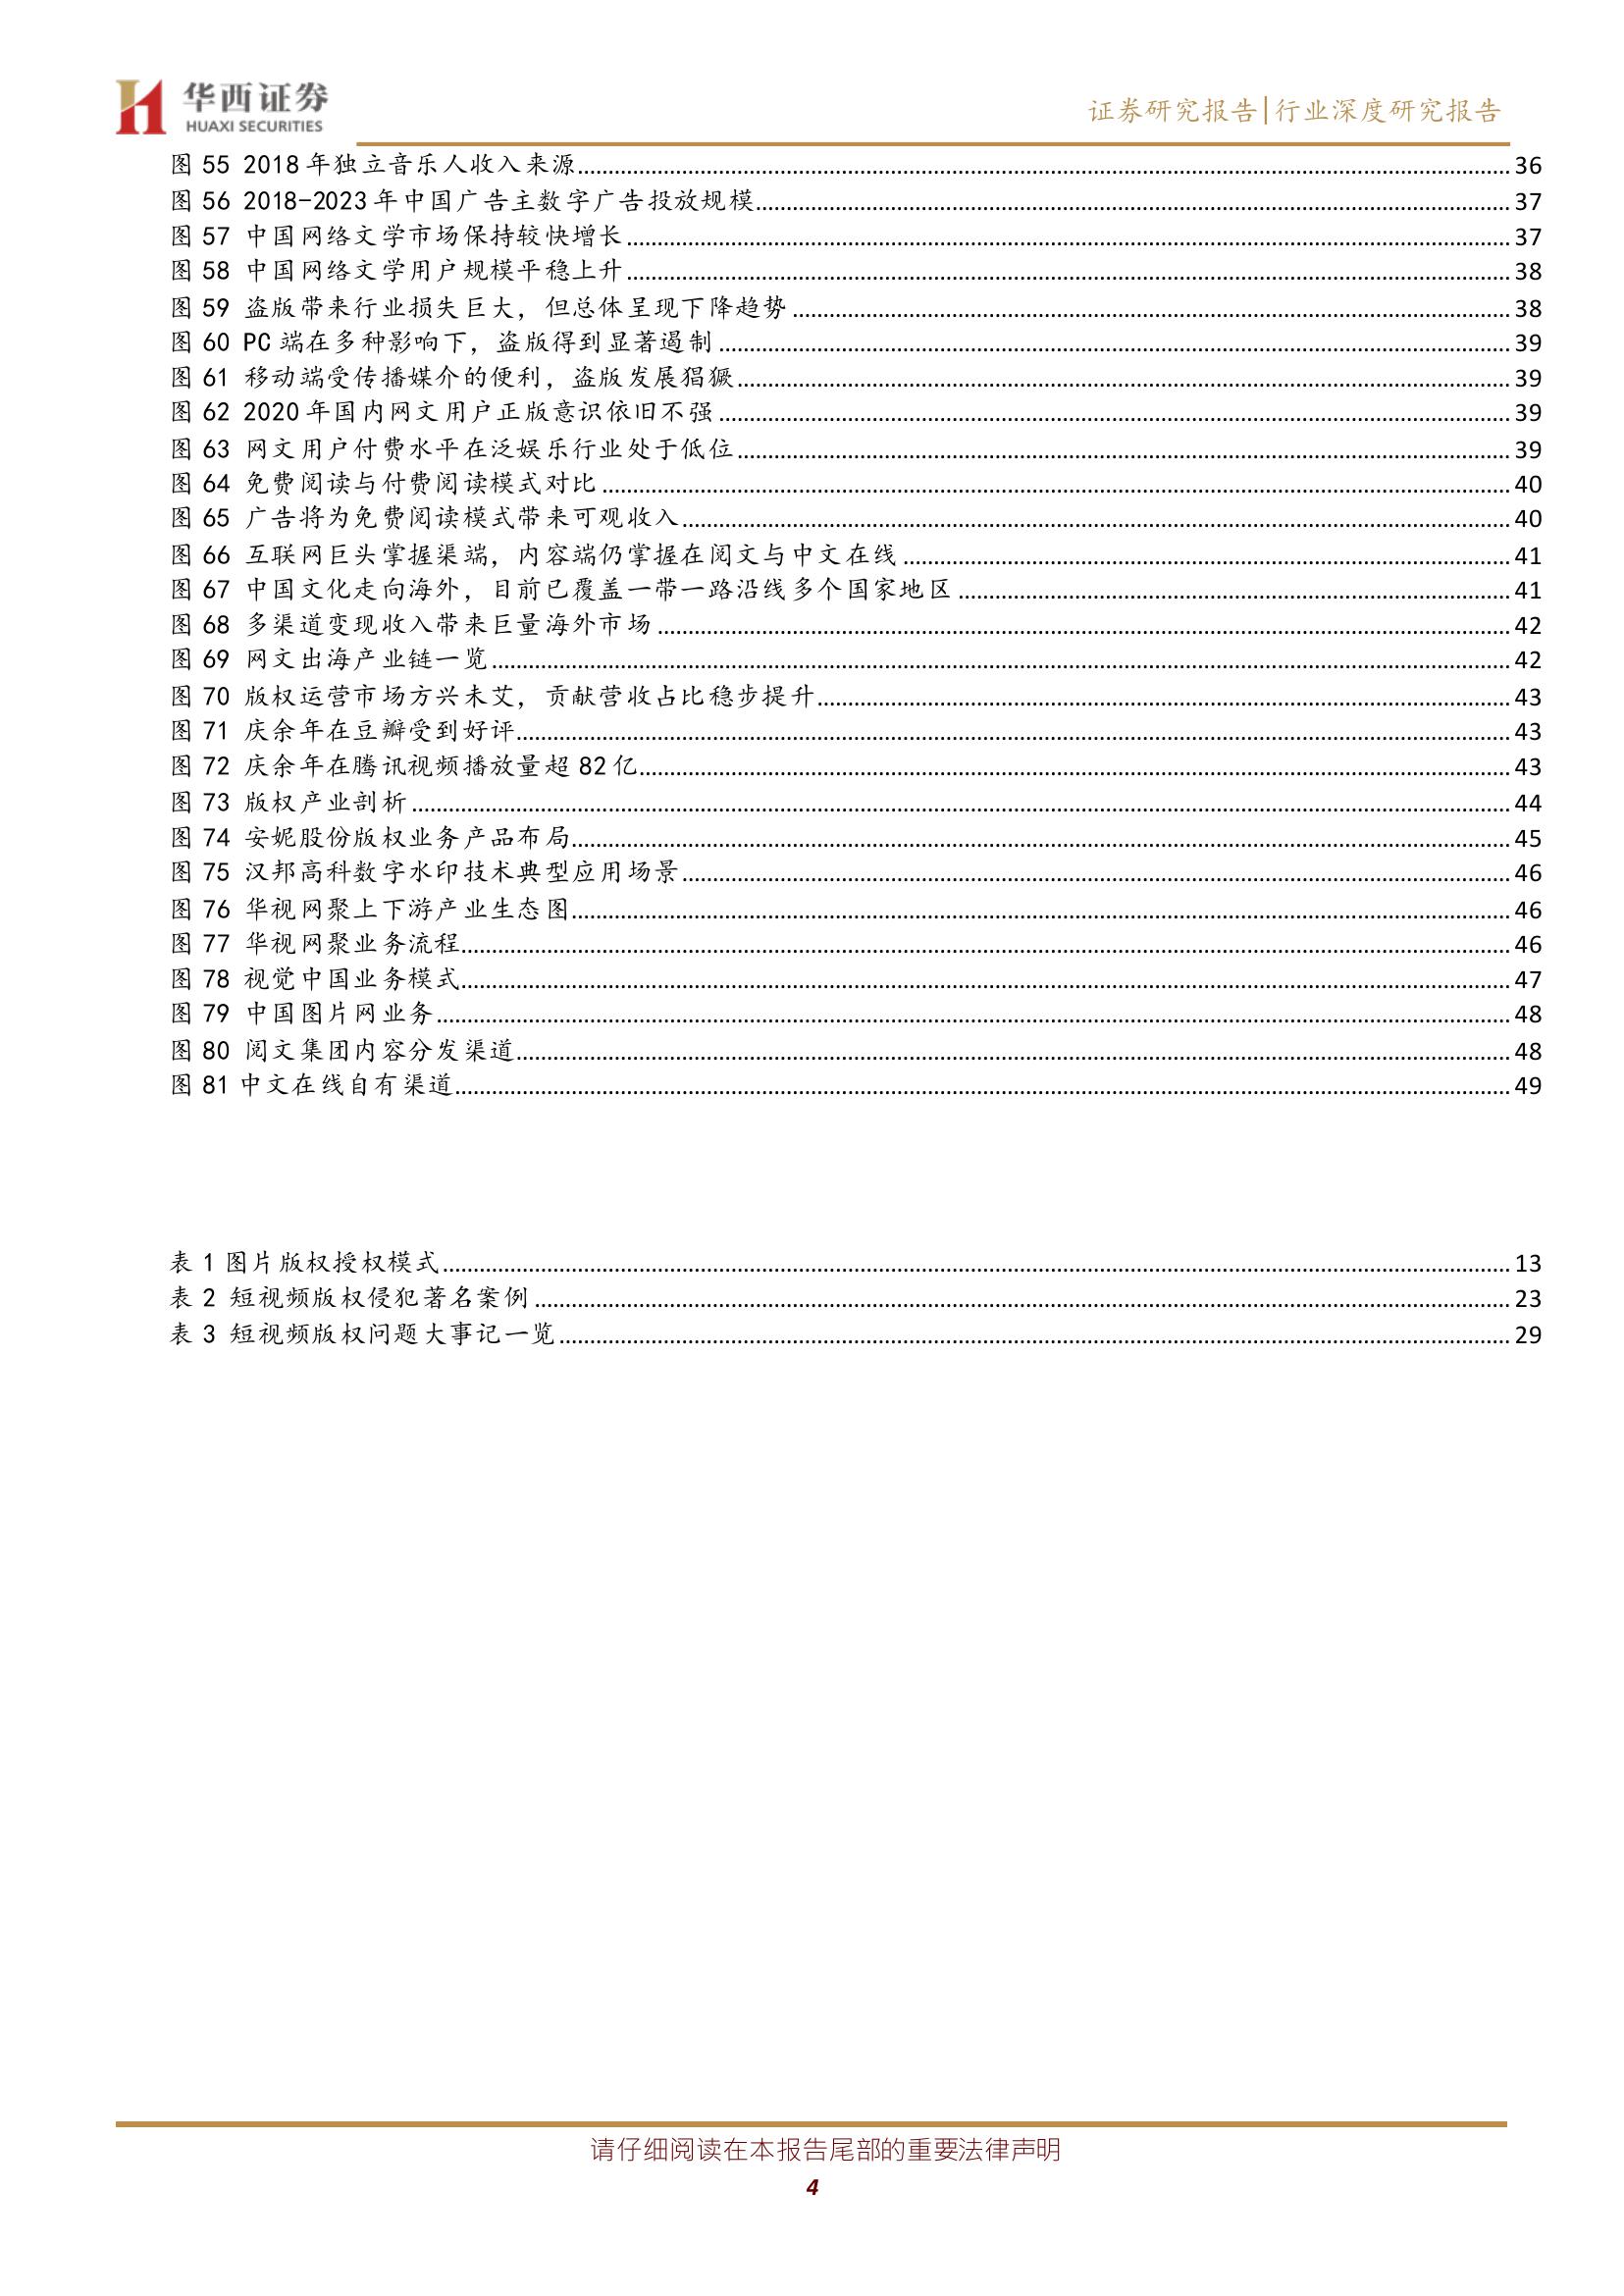 华西证券
HUAXI SECURITIES
证券研究报告|行业深度研究报告
图 55 2018 年独立音乐人收入来源 36
图 56 2018-2023 年中国广告主数字广告投放规模 37
图 57 中国网络文学市场保持较快增长 37
图 58 中国网络文学用户规模平稳上升 38
图 59 盗版带来行业损失巨大，但总体呈现下降趋势 38
图 60 PC 端在多种影响下，盗版得到显著遏制 39
图 61 移动端受传播媒介的便利，盗版发展猖獗 39
图 62 2020 年国内网文用户正版意识依旧不强 39
图 63 网文用户付费水平在泛娱乐行业处于低位 39
图 64 免费阅读与付费阅读模式对比 40
图 65 广告将为免费阅读模式带来可观收入 40
图 66 互联网巨头掌握渠端，内容端仍掌握在阅文与中文在线 41
图 67 中国文化走向海外，目前已覆盖一带一路沿线多个国家地区 41
图 68 多渠道变现收入带来巨量海外市场 42
图 69 网文出海产业链一览 42
图 70 版权运营市场方兴未艾，贡献营收占比稳步提升 43
图 71 庆余年在豆瓣受到好评 43
图 72 庆余年在腾讯视频播放量超 82 亿 43
图 73 版权产业剖析 44
图 74 安妮股份版权业务产品布局 45
图 75 汉邦高科数字水印技术典型应用场景 46
图 76 华视网聚上下游产业生态图 46
图 77 华视网聚业务流程 46
图 78 视觉中国业务模式 47
图 79 中国图片网业务 48
图 80 阅文集团内容分发渠道 48
图 81 中文在线自有渠道 49
表 1 图片版权授权模式 13
表 2 短视频版权侵犯著名案例 23
表 3 短视频版权问题大事记一览 29
请仔细阅读在本报告尾部的重要法律声明
4